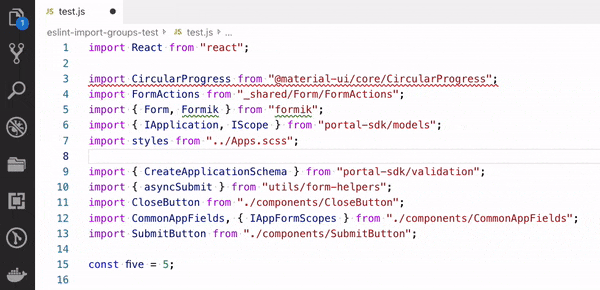 test.js
eslint-import-groups-test › test.js › ...
1 import React from "react";
2
3 import CircularProgress from "@material-ui/core/CircularProgress";
4 import FormActions from "_shared/Form/FormActions";
5 import { Form, Formik } from "formik";
6 import { IApplication, IScope } from "portal-sdk/models";
7 import styles from "../Apps.scss";
8
9 import { CreateApplicationSchema } from "portal-sdk/validation";
10 import { asyncSubmit } from "utils/form-helpers";
11 import CloseButton from "./components/CloseButton";
12 import CommonAppFields, { IAppFormScopes } from "./components/CommonAppFields";
13 import SubmitButton from "./components/SubmitButton";
14
15 const five = 5;
16
1